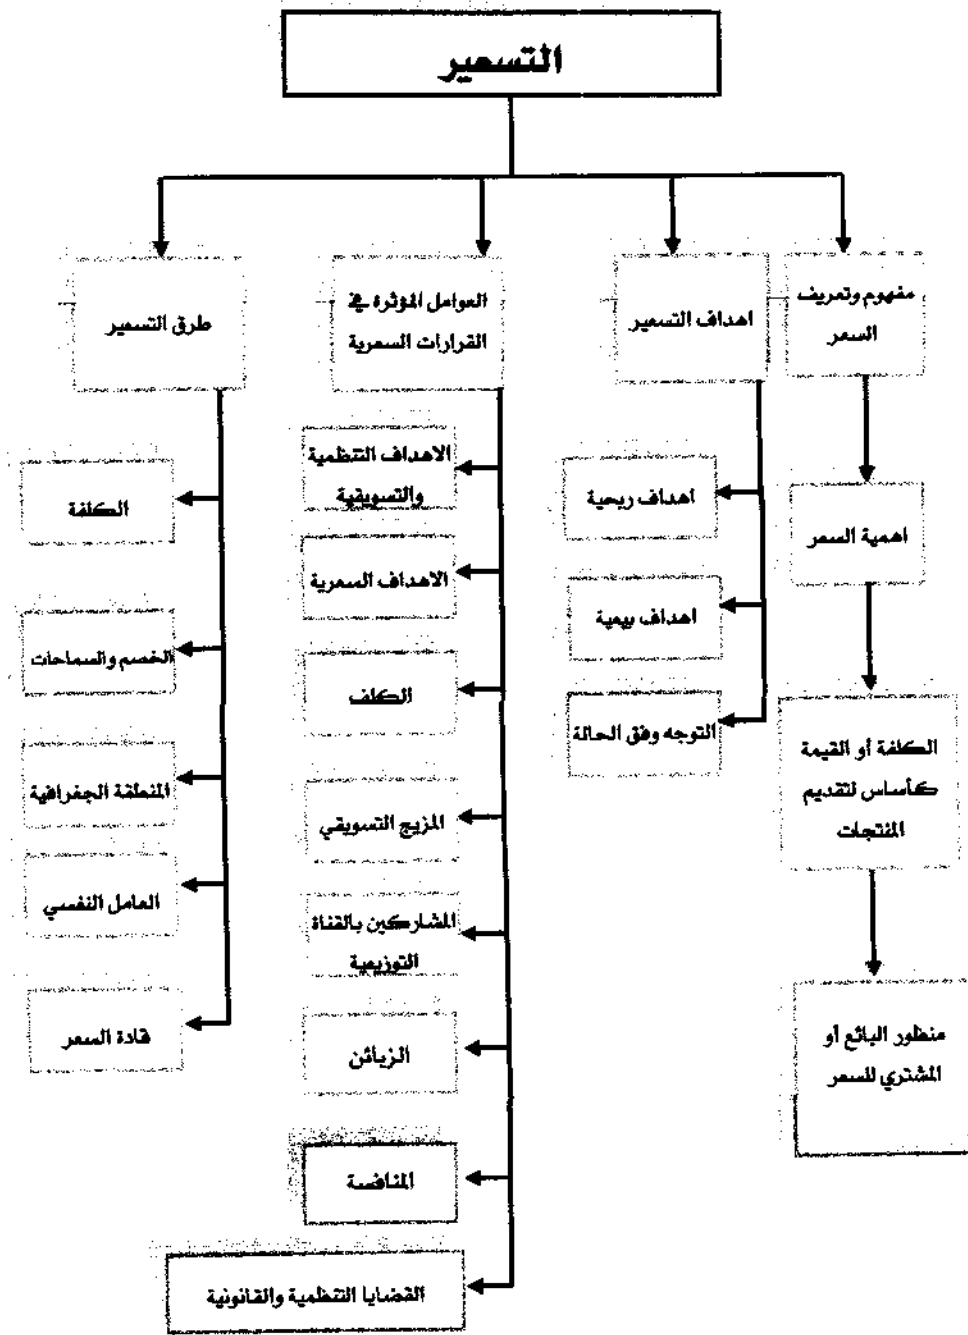 التسعير
مفهوم وتعريف
السعر
اهمية السعر
الكلفة أو القيمة
كأساس لتقديم
المنتجات
منظور البائع أو
المشتري للسعر
اهداف التسعير
اهداف ربحية
اهداف بيعية
التوجه وفق الحالة
العوامل المؤثرة في
القرارات السعرية
الاهداف التنظمية
والتسويقية
الاهداف السعرية
الكلف
المزيج التسويقي
المشاركين بالقناة
التوزيعية
الزبائن
المنافسة
القضايا التنظمية والقانونية
طرق التسعير
الكلفة
الخصم والسماحات
المنطقة الجغرافية
العامل النفسي
قادة السعر